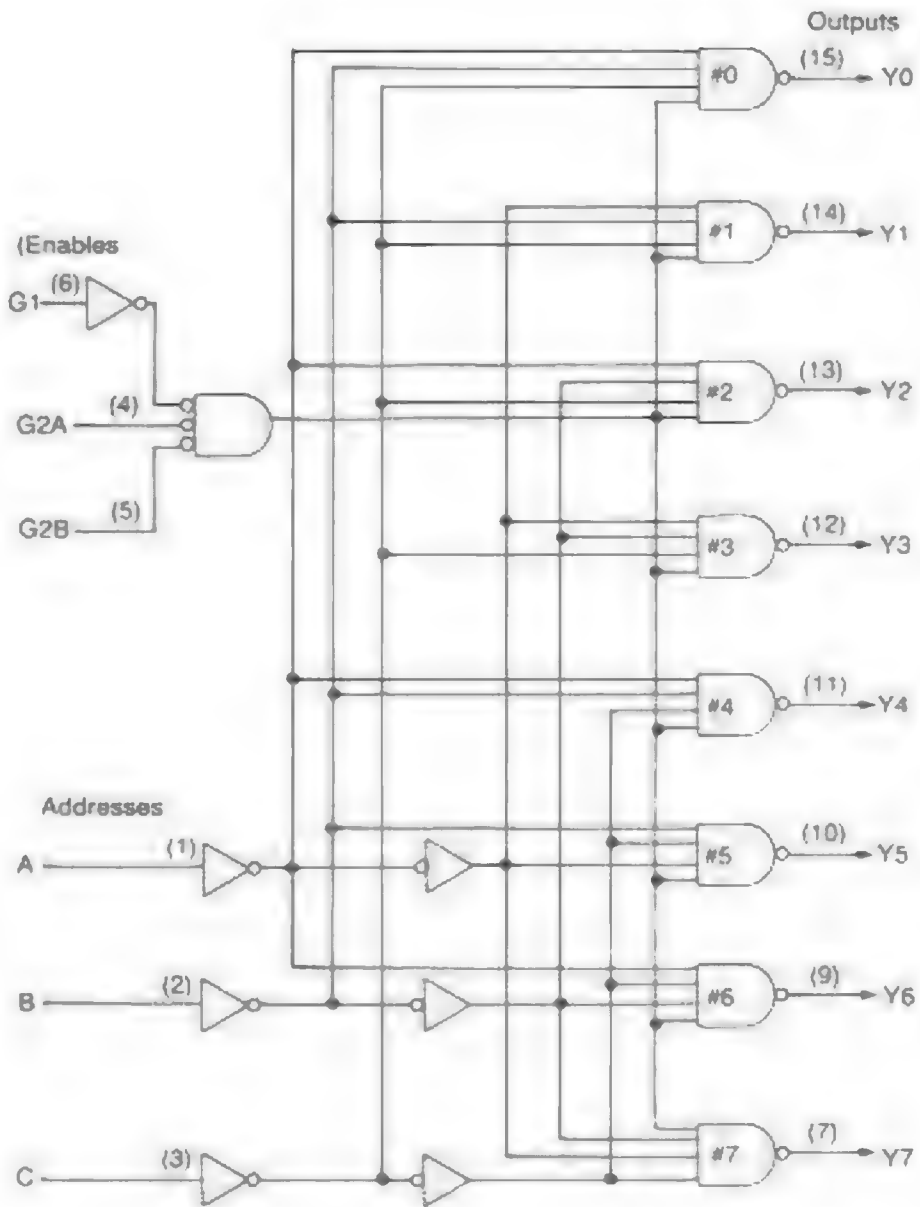 Outputs
#0
(15)
Y0
#1
(14)
Y1
(Enables
(6)
G1
#2
(13)
Y2
(4)
G2A
(5)
G2B
#3
(12)
Y3
#4
(11)
Y4
Addresses
A
(1)
#5
(10)
Y5
B
(2)
#6
(9)
Y6
C
(3)
#7
(7)
Y7